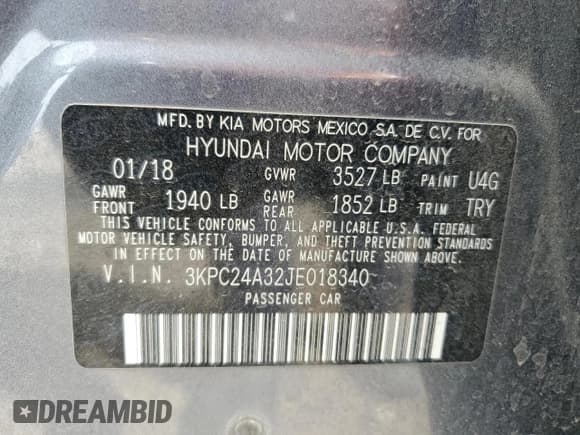 MFD. BY KIA MOTORS MEXICO S.A. DE C.V. FOR
HYUNDAI MOTOR COMPANY
01/18 GVWR 3527 LB PAINT U4G
GAWR FRONT 1940 LB GAWR REAR 1852 LB TRIM TRY
THIS VEHICLE CONFORMS TO ALL APPLICABLE U.S.A. FEDERAL
MOTOR VEHICLE SAFETY, BUMPER, AND THEFT PREVENTION
STANDARDS IN EFFECT ON THE DATE OF MANUFACTURE SHOWN ABOVE.
V.I.N. 3KPC24A32JE018340
PASSENGER CAR
DREAMBID